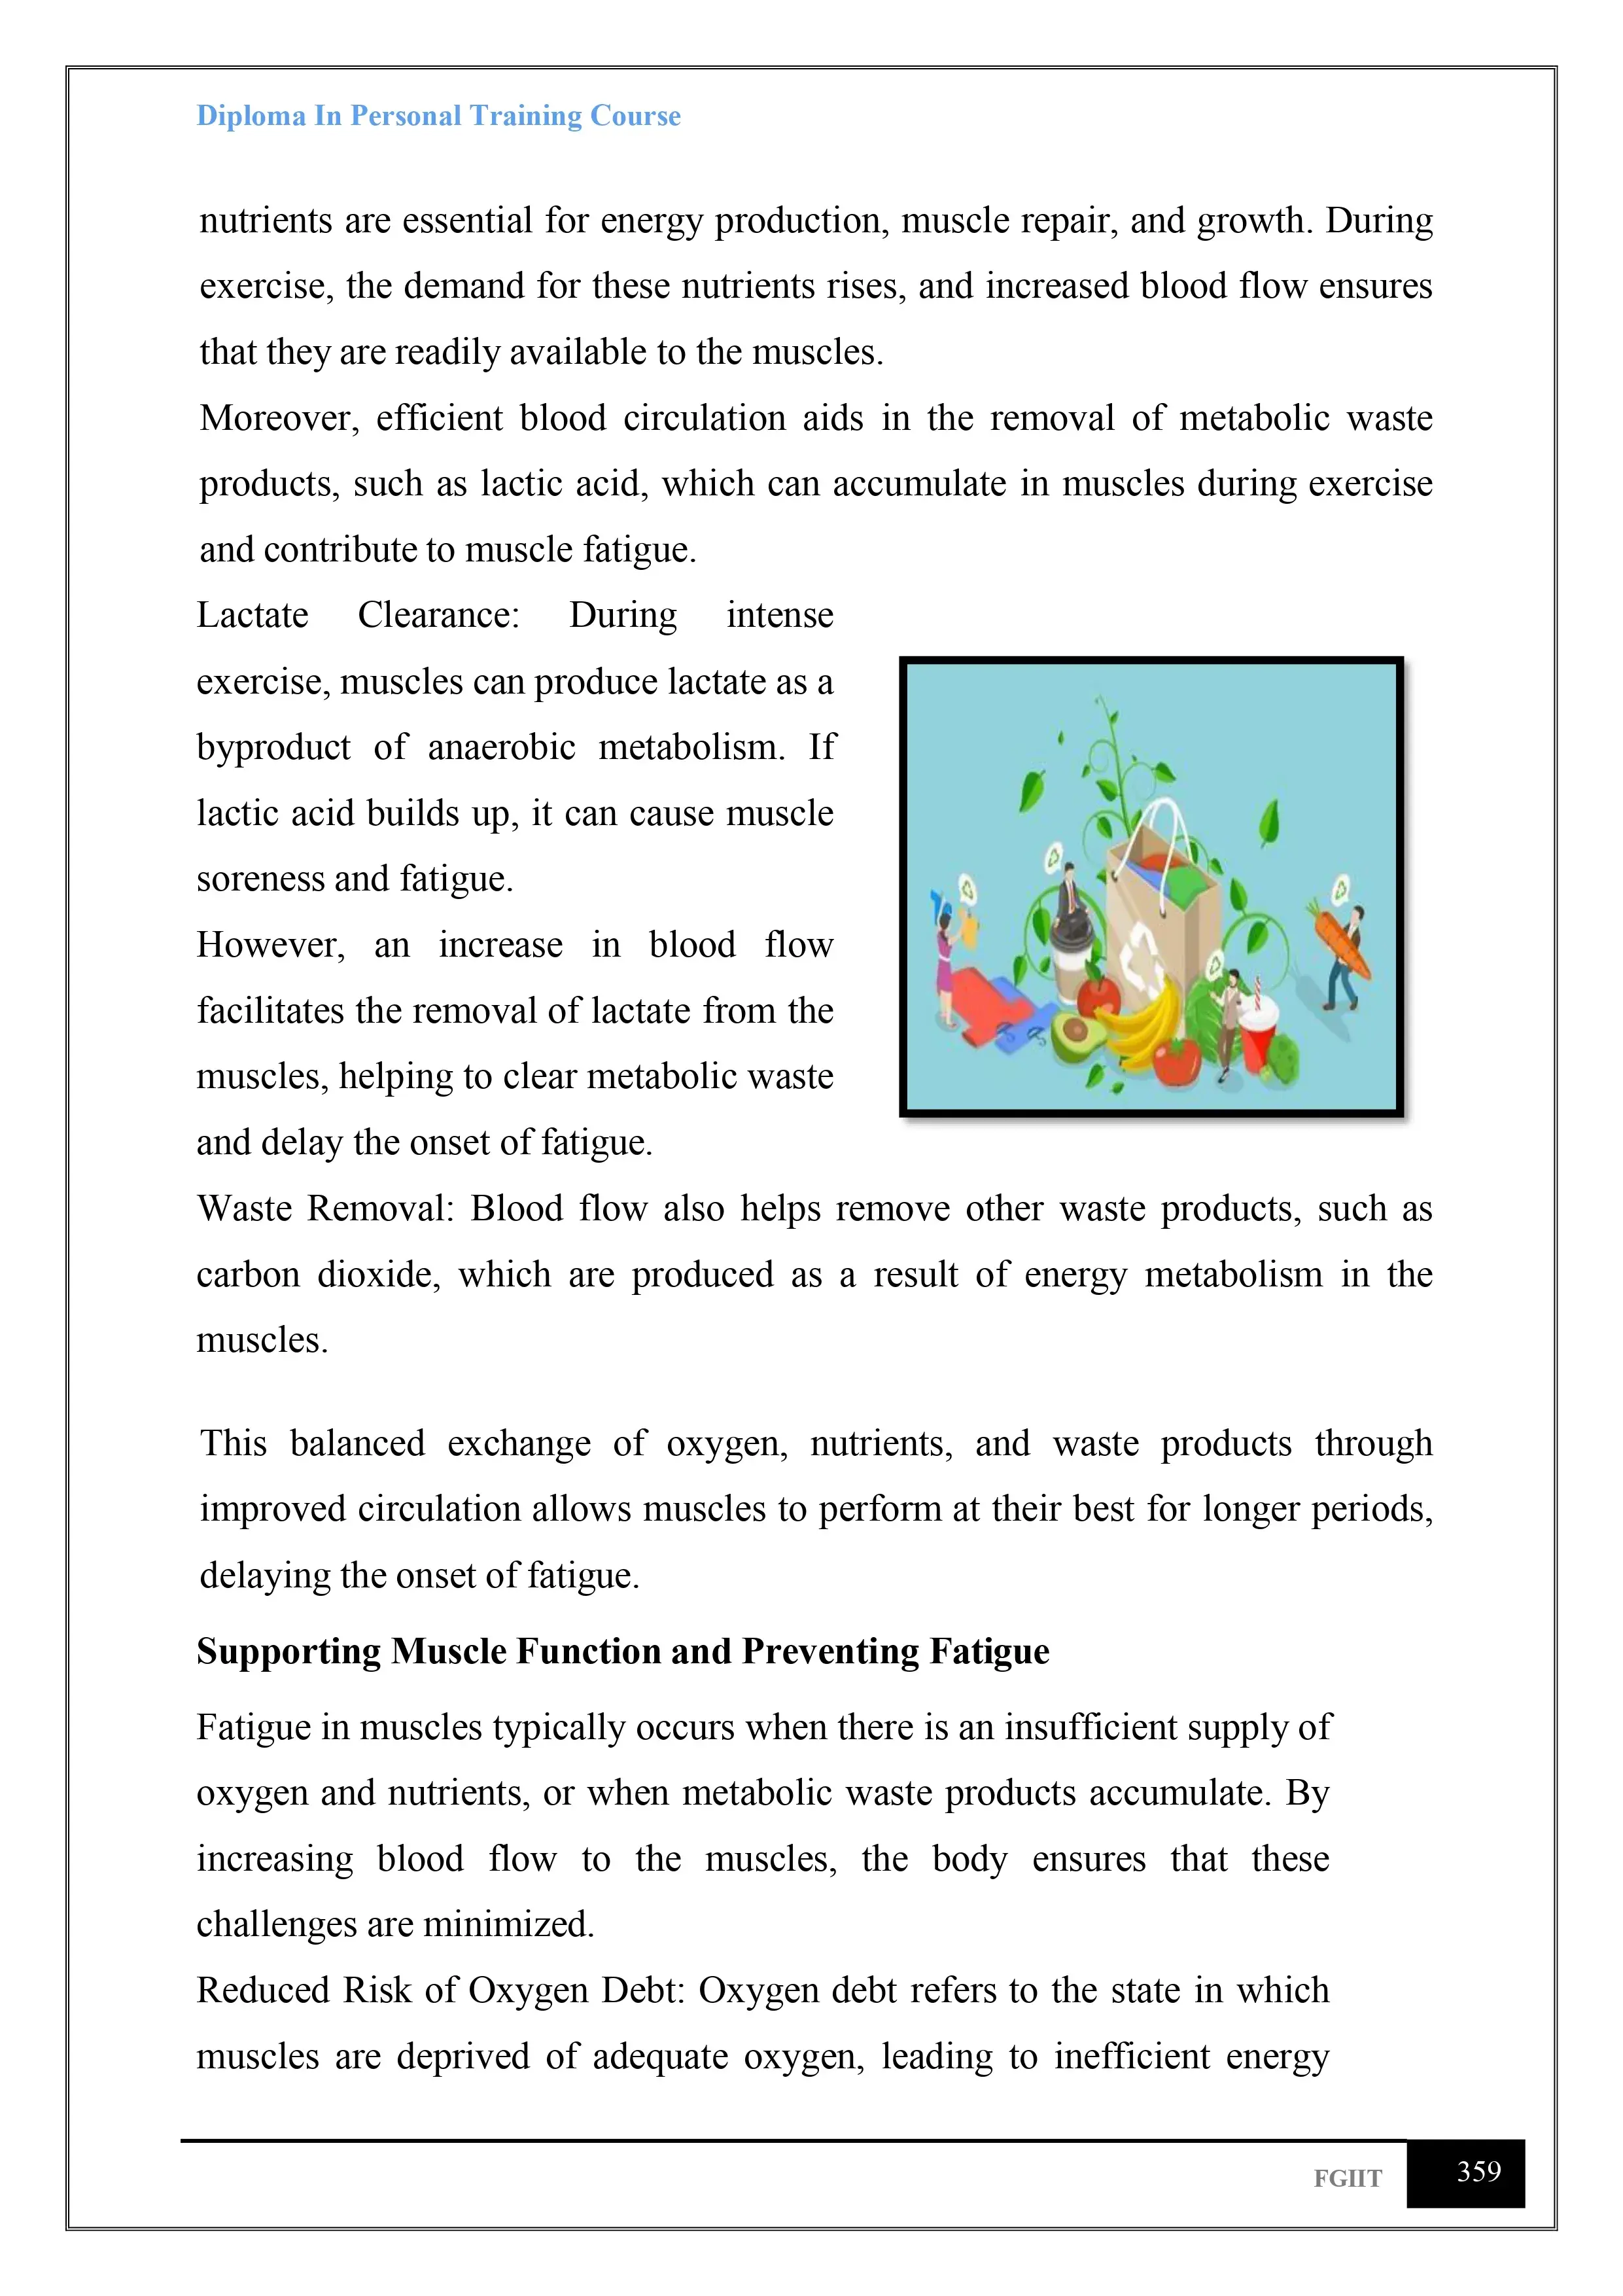 Diploma In Personal Training Course
nutrients are essential for energy production, muscle repair, and growth. During
exercise, the demand for these nutrients rises, and increased blood flow ensures
that they are readily available to the muscles.
Moreover, efficient blood circulation aids in the removal of metabolic waste
products, such as lactic acid, which can accumulate in muscles during exercise
and contribute to muscle fatigue.
Lactate Clearance: During intense
exercise, muscles can produce lactate as a
byproduct of anaerobic metabolism. If
lactic acid builds up, it can cause muscle
soreness and fatigue.
However, an increase in blood flow
facilitates the removal of lactate from the
muscles, helping to clear metabolic waste
and delay the onset of fatigue.
Waste Removal: Blood flow also helps remove other waste products, such as
carbon dioxide, which are produced as a result of energy metabolism in the
muscles.
This balanced exchange of oxygen, nutrients, and waste products through
improved circulation allows muscles to perform at their best for longer periods,
delaying the onset of fatigue.
Supporting Muscle Function and Preventing Fatigue
Fatigue in muscles typically occurs when there is an insufficient supply of
oxygen and nutrients, or when metabolic waste products accumulate. By
increasing blood flow to the muscles, the body ensures that these
challenges are minimized.
Reduced Risk of Oxygen Debt: Oxygen debt refers to the state in which
muscles are deprived of adequate oxygen, leading to inefficient energy
FGIIT 359